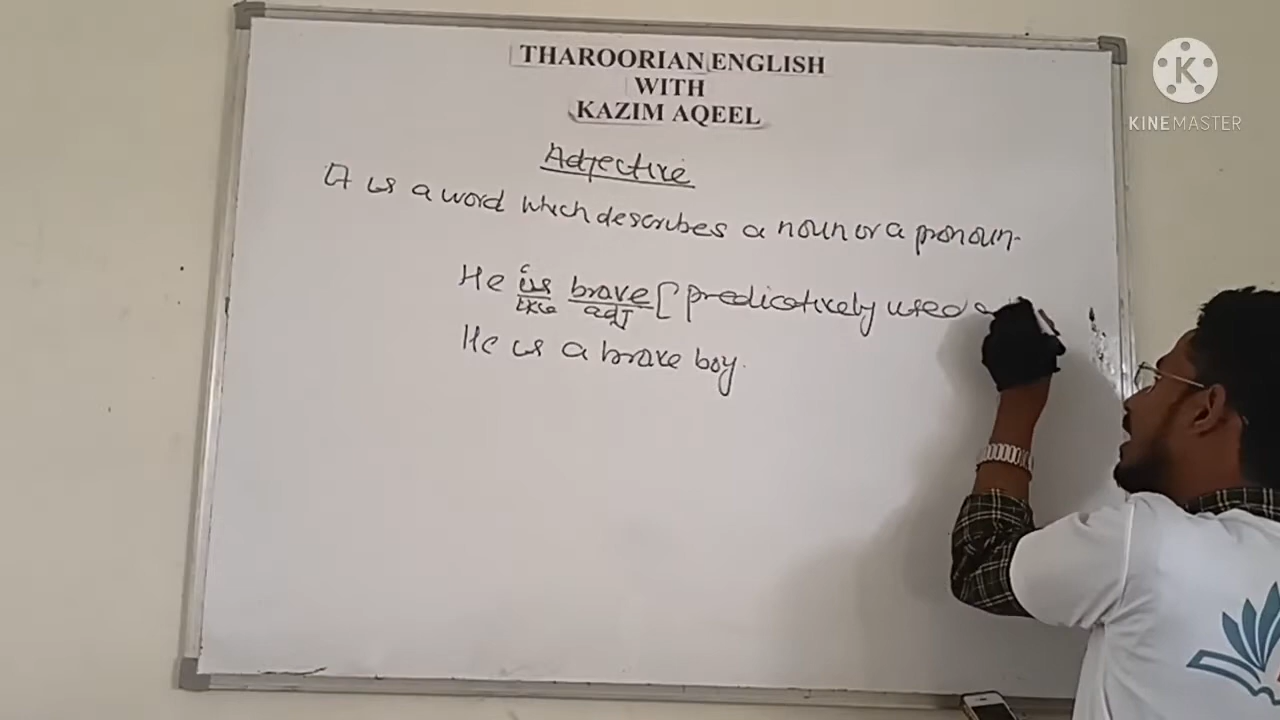 THAROORIAN ENGLISH
WITH
KAZIM AQEEL
KINEMASTER
Adjective
It is a word which describes a noun or a pronoun.
He is brave [ predicatively used
adj
He is a brave boy.